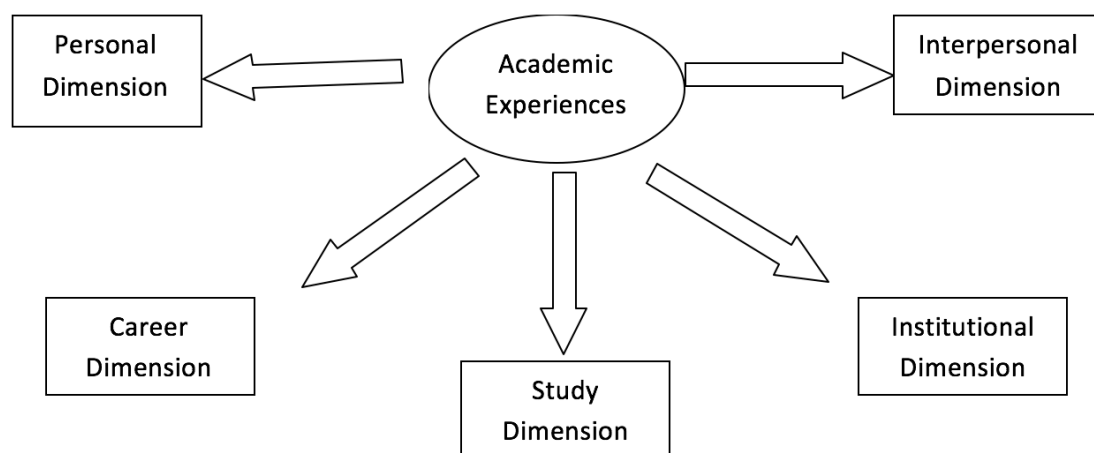 Personal
Dimension
Academic
Experiences
Interpersonal
Dimension
Career
Dimension
Study
Dimension
Institutional
Dimension